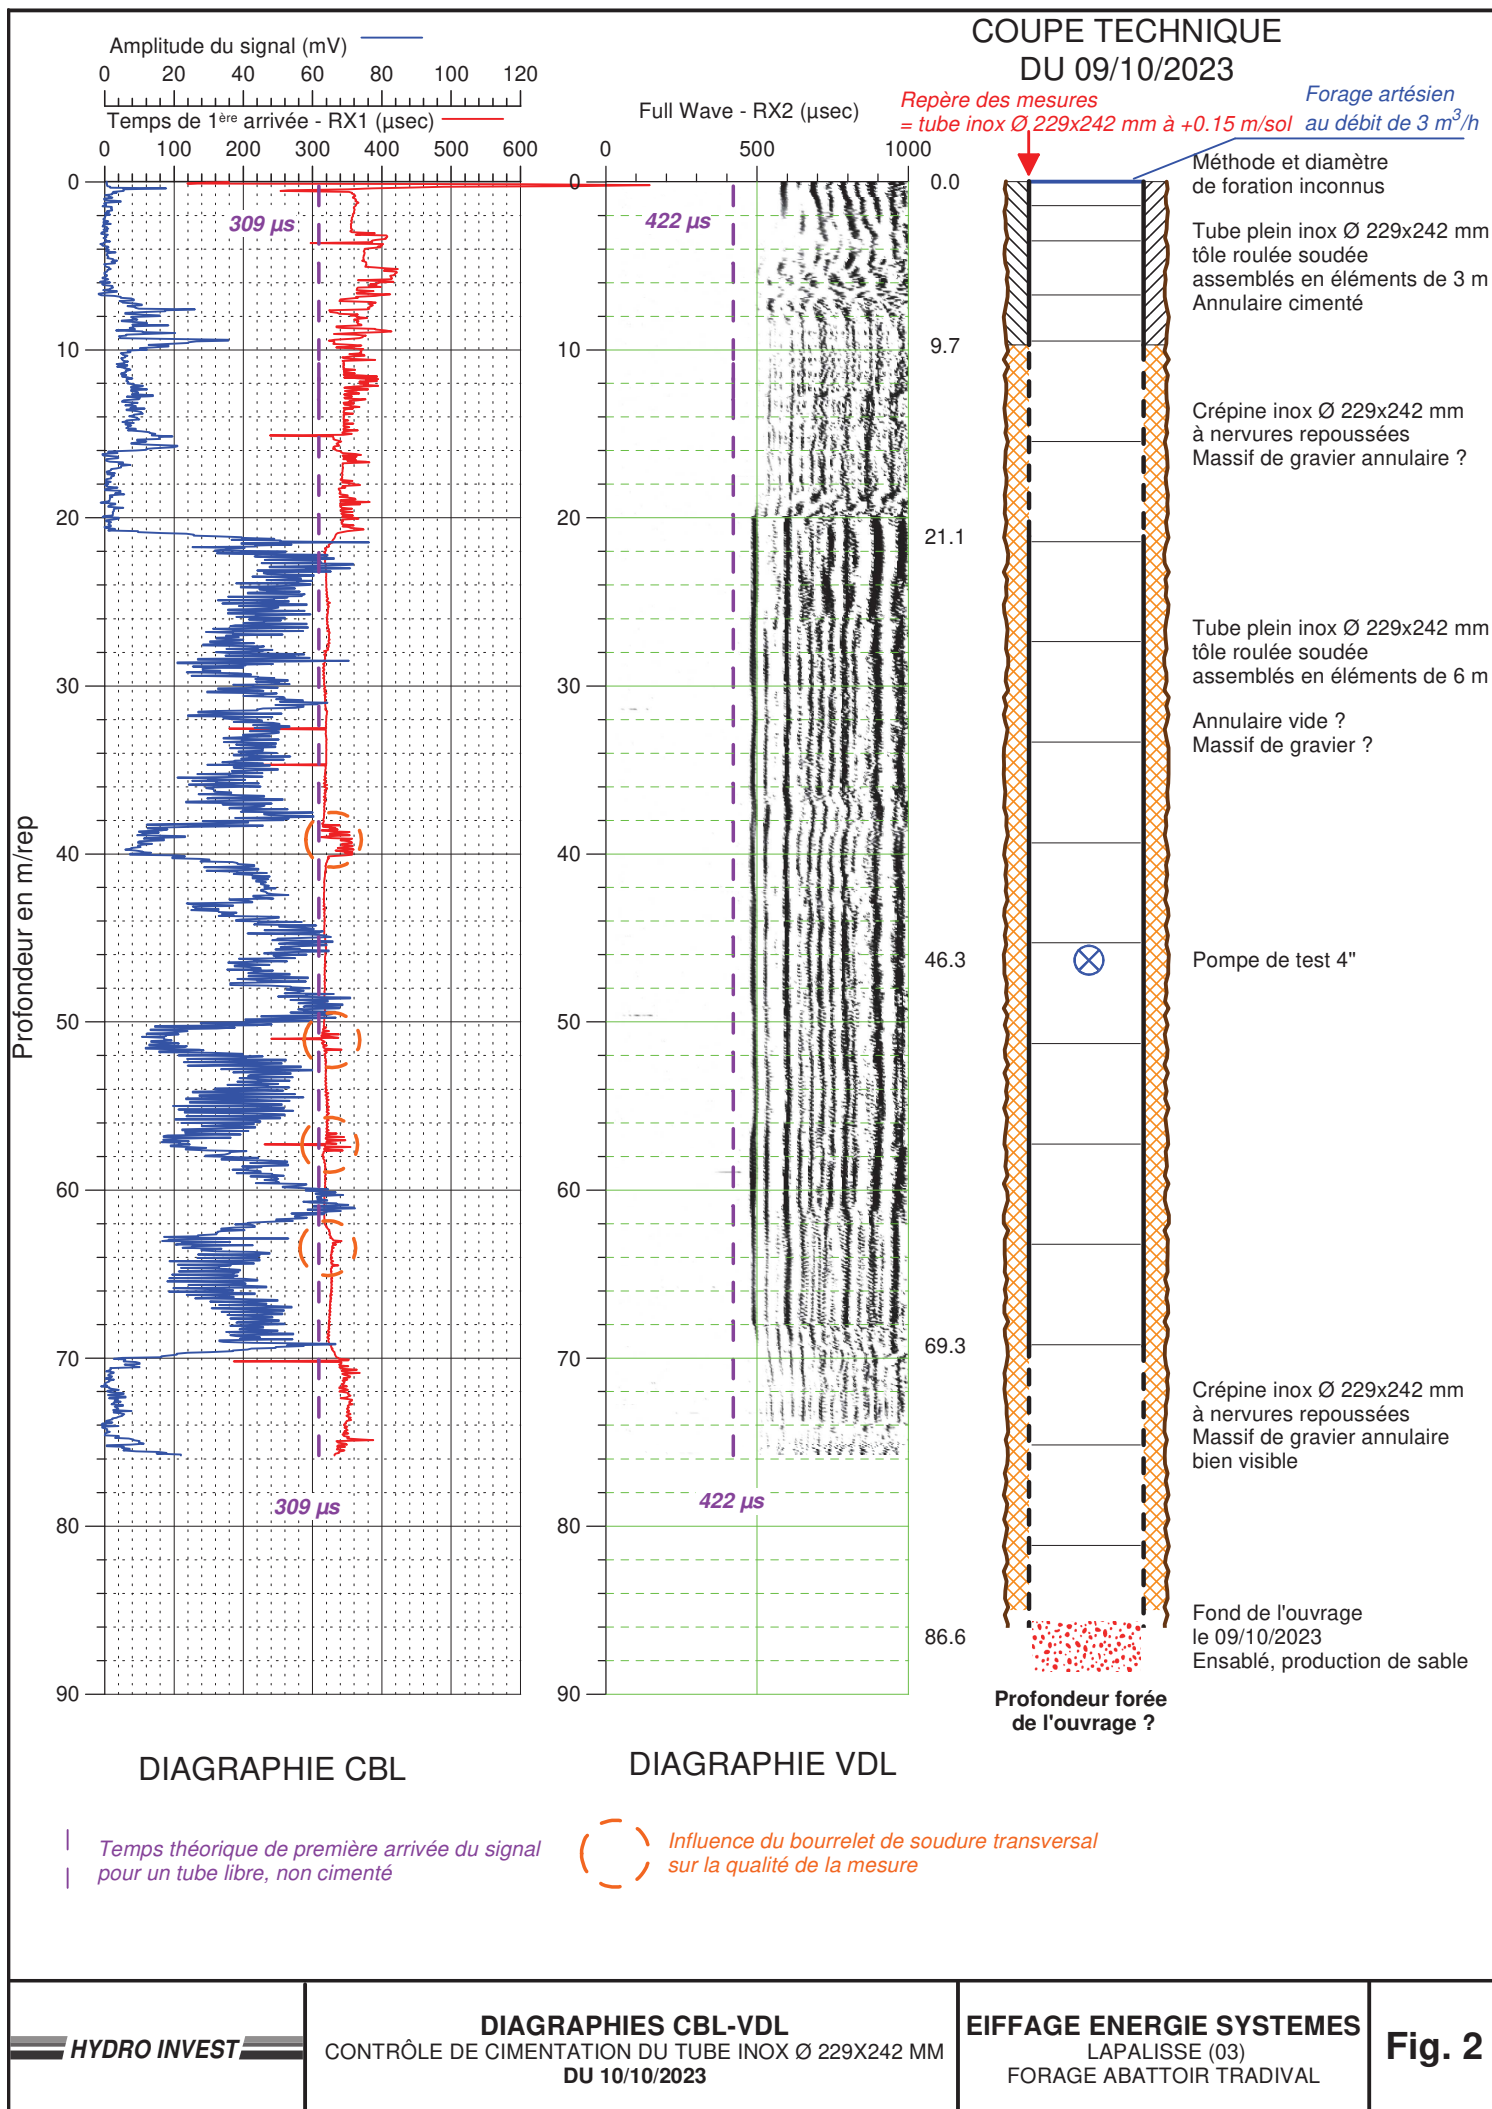 COUPE TECHNIQUE
DU 09/10/2023
Amplitude du signal (mV)
0 20 40 60 80 100 120
Temps de 1ère arrivée - RX1 (µsec)
0 100 200 300 400 500 600
Full Wave - RX2 (µsec)
0 500 1000
Repère des mesures
= tube inox Ø 229x242 mm à +0.15 m/sol
Forage artésien
au débit de 3 m³/h
Profondeur en m/rep
0
10
20
30
40
50
60
70
80
90
309 µs
309 µs
0
10
20
30
40
50
60
70
80
90
422 µs
422 µs
0.0
9.7
21.1
46.3
69.3
86.6
Méthode et diamètre
de foration inconnus
Tube plein inox Ø 229x242 mm
tôle roulée soudée
assemblés en éléments de 3 m
Annulaire cimenté
Crépine inox Ø 229x242 mm
à nervures repoussées
Massif de gravier annulaire ?
Tube plein inox Ø 229x242 mm
tôle roulée soudée
assemblés en éléments de 6 m
Annulaire vide ?
Massif de gravier ?
Pompe de test 4"
Crépine inox Ø 229x242 mm
à nervures repoussées
Massif de gravier annulaire
bien visible
Fond de l'ouvrage
le 09/10/2023
Ensablé, production de sable
Profondeur forée
de l'ouvrage ?
DIAGRAPHIE CBL
DIAGRAPHIE VDL
Temps théorique de première arrivée du signal
pour un tube libre, non cimenté
Influence du bourrelet de soudure transversal
sur la qualité de la mesure
HYDRO INVEST
DIAGRAPHIES CBL-VDL
CONTRÔLE DE CIMENTATION DU TUBE INOX Ø 229X242 MM
DU 10/10/2023
EIFFAGE ENERGIE SYSTEMES
LAPALISSE (03)
FORAGE ABATTOIR TRADIVAL
Fig. 2